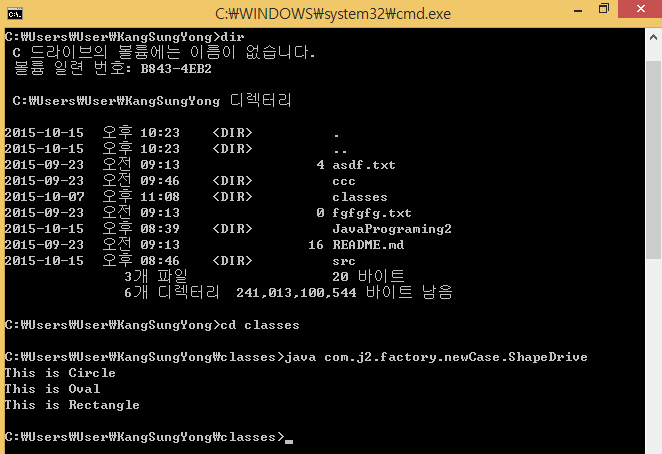 C:₩WINDOWS₩system32₩cmd.exe
C:₩Users₩User₩KangSungYong>dir
C 드라이브의 볼륨에는 이름이 없습니다.
볼륨 일련 번호: B843-4EB2
C:₩Users₩User₩KangSungYong 디렉터리
2015-10-15 오후 10:23 <DIR> .
2015-10-15 오후 10:23 <DIR> ..
2015-09-23 오전 09:13 4 asdf.txt
2015-09-23 오전 09:46 <DIR> ccc
2015-10-07 오후 11:08 <DIR> classes
2015-09-23 오전 09:13 0 fgfgfg.txt
2015-10-15 오후 08:39 <DIR> JavaPrograming2
2015-09-23 오전 09:13 16 README.md
2015-10-15 오후 08:46 <DIR> src
3개 파일 20 바이트
6개 디렉터리 241,013,100,544 바이트 남음
C:₩Users₩User₩KangSungYong>cd classes
C:₩Users₩User₩KangSungYong₩classes>java com.j2.factory.newCase.ShapeDrive
This is Circle
This is Oval
This is Rectangle
C:₩Users₩User₩KangSungYong₩classes>